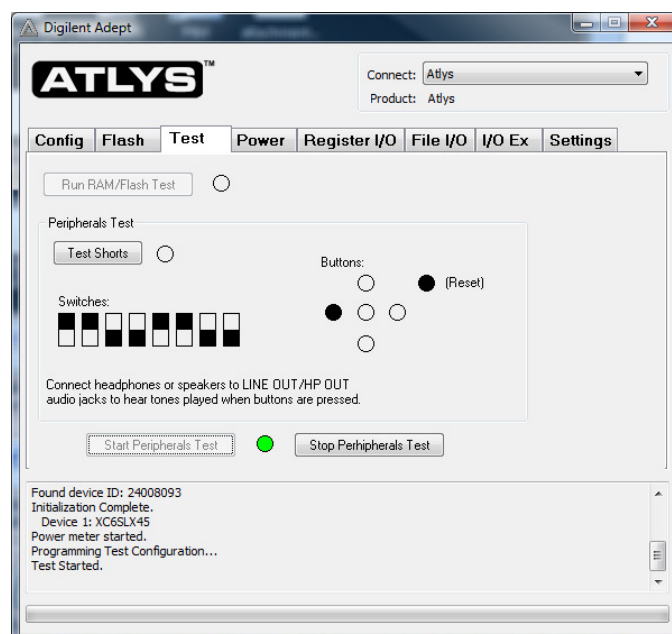 Digilent Adept
ATLYS™
Connect: Atlys
Product: Atlys
Config Flash Test Power Register I/O File I/O I/O Ex Settings
Run RAM/Flash Test
Peripherals Test
Test Shorts
Buttons:
(Reset)
Switches:
Connect headphones or speakers to LINE OUT/HP OUT
audio jacks to hear tones played when buttons are pressed.
Start Peripherals Test Stop Perhipherals Test
Found device ID: 24008093
Initialization Complete.
Device 1: XC6SLX45
Power meter started.
Programming Test Configuration...
Test Started.